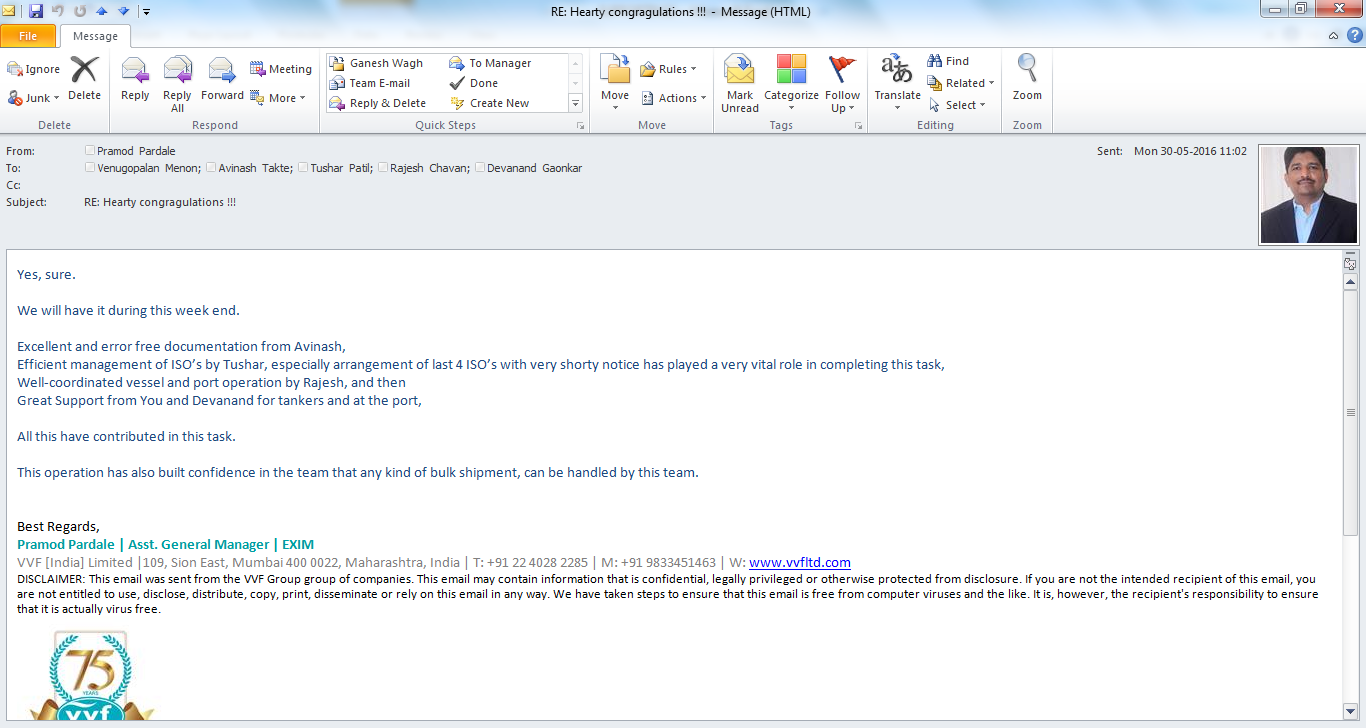 RE: Hearty congragulations !!! - Message (HTML)
File Message
Ignore
Junk
Delete
Delete
Reply
Reply All
Forward
Meeting
More
Respond
Ganesh Wagh
Team E-mail
Reply & Delete
To Manager
Done
Create New
Quick Steps
Move
Rules
Actions
Move
Mark Unread
Categorize
Follow Up
Tags
Translate
Find
Related
Select
Editing
Zoom
Zoom
From: Pramod Pardale
Sent: Mon 30-05-2016 11:02
To: Venugopalan Menon; Avinash Takte; Tushar Patil; Rajesh Chavan; Devanand Gaonkar
Cc:
Subject: RE: Hearty congragulations !!!
Yes, sure.
We will have it during this week end.
Excellent and error free documentation from Avinash,
Efficient management of ISO’s by Tushar, especially arrangement of last 4 ISO’s with very shorty notice has played a very vital role in completing this task,
Well-coordinated vessel and port operation by Rajesh, and then
Great Support from You and Devanand for tankers and at the port,
All this have contributed in this task.
This operation has also built confidence in the team that any kind of bulk shipment, can be handled by this team.
Best Regards,
Pramod Pardale | Asst. General Manager | EXIM
VVF [India] Limited |109, Sion East, Mumbai 400 0022, Maharashtra, India | T: +91 22 4028 2285 | M: +91 9833451463 | W: www.vvfltd.com
DISCLAIMER: This email was sent from the VVF Group group of companies. This email may contain information that is confidential, legally privileged or otherwise protected from disclosure. If you are not the intended recipient of this email, you
are not entitled to use, disclose, distribute, copy, print, disseminate or rely on this email in any way. We have taken steps to ensure that this email is free from computer viruses and the like. It is, however, the recipient's responsibility to ensure
that it is actually virus free.
75
YEARS
vvf